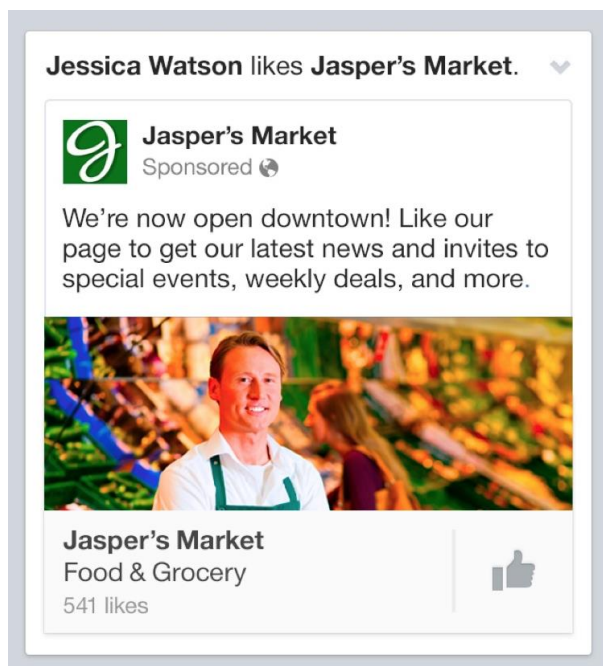 Jessica Watson likes Jasper’s Market.
Jasper’s Market
Sponsored
We’re now open downtown! Like our
page to get our latest news and invites to
special events, weekly deals, and more.
Jasper’s Market
Food & Grocery
541 likes